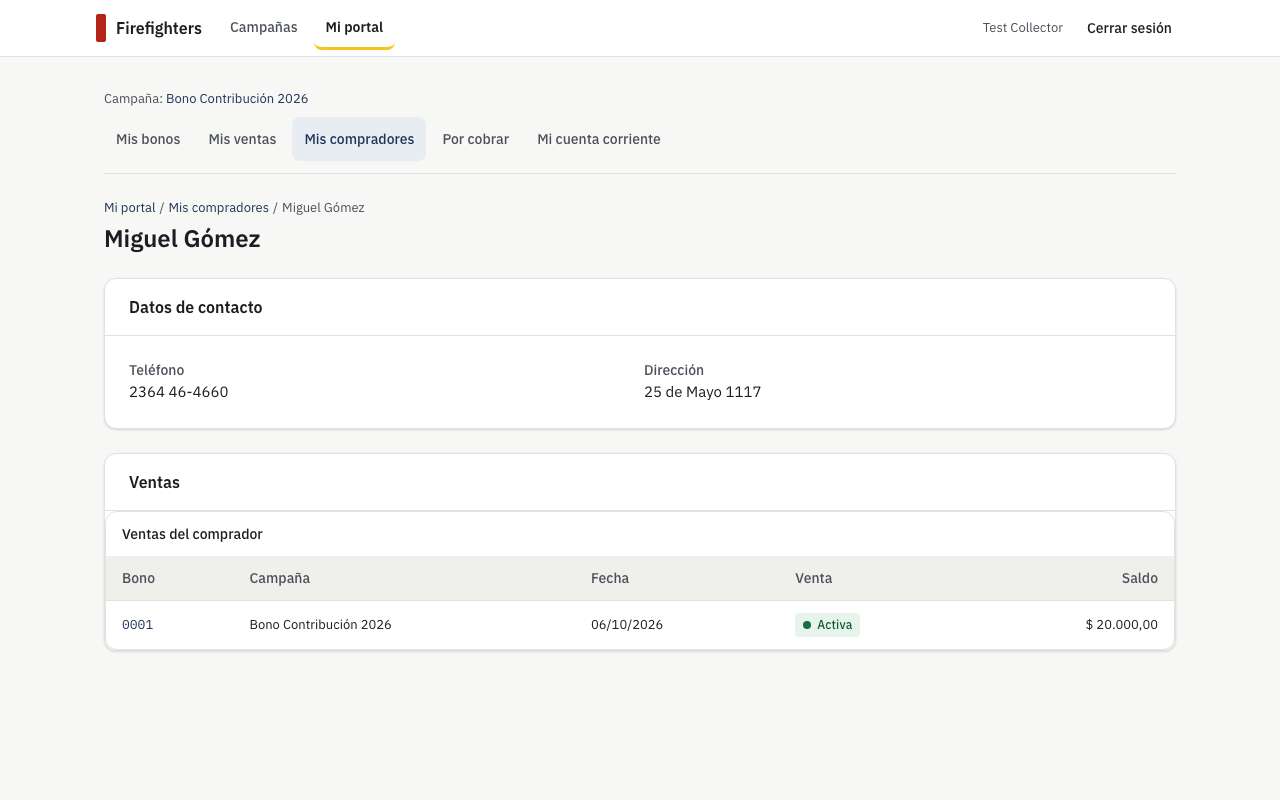 Firefighters Campañas Mi portal Test Collector Cerrar sesión
Campaña: Bono Contribución 2026
Mis bonos Mis ventas Mis compradores Por cobrar Mi cuenta corriente
Mi portal / Mis compradores / Miguel Gómez
Miguel Gómez
Datos de contacto
Teléfono Dirección
2364 46-4660 25 de Mayo 1117
Ventas
Ventas del comprador
Bono Campaña Fecha Venta Saldo
0001 Bono Contribución 2026 06/10/2026 Activa $ 20.000,00